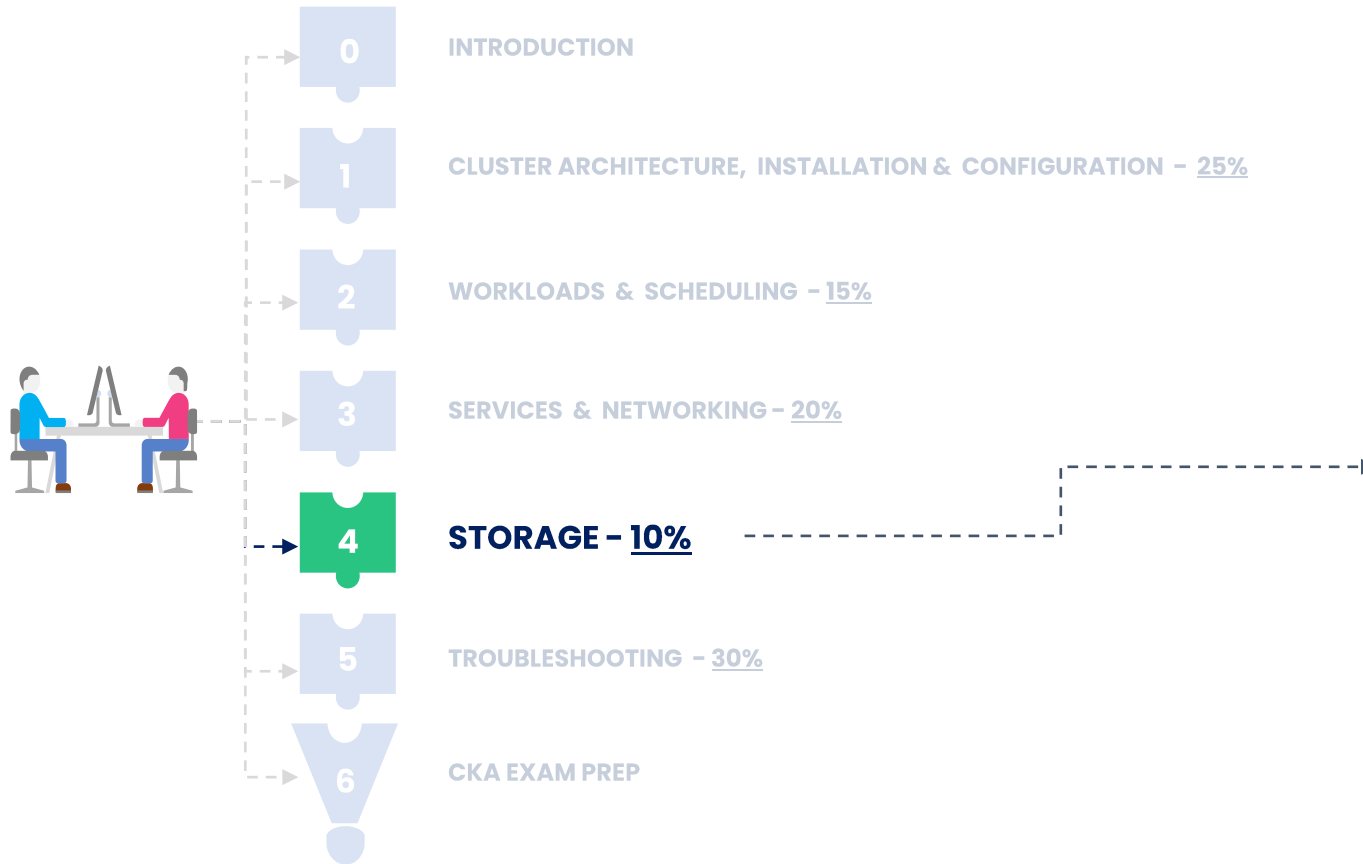 0
INTRODUCTION
1
CLUSTER ARCHITECTURE, INSTALLATION & CONFIGURATION - 25%
2
WORKLOADS & SCHEDULING - 15%
3
SERVICES & NETWORKING - 20%
4
STORAGE - 10%
5
TROUBLESHOOTING - 30%
6
CKA EXAM PREP